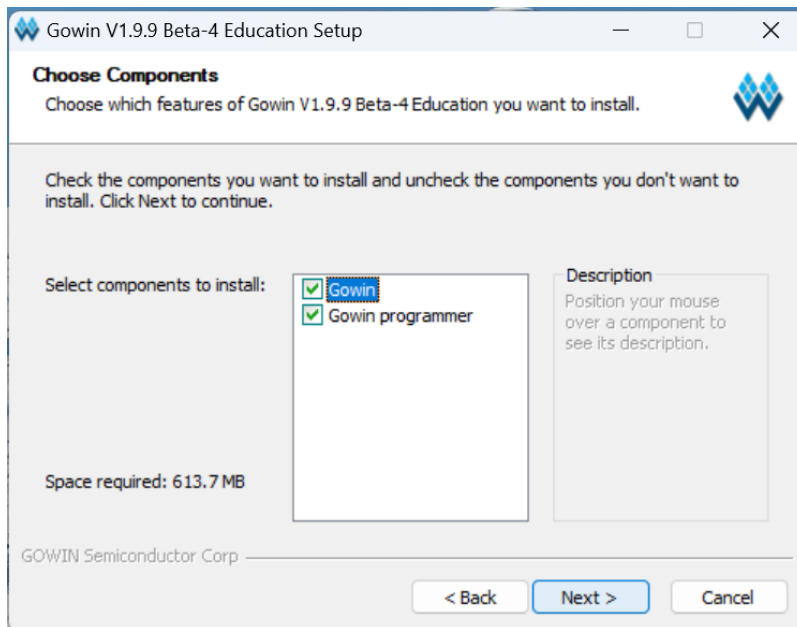 Gowin V1.9.9 Beta-4 Education Setup
Choose Components
Choose which features of Gowin V1.9.9 Beta-4 Education you want to install.
Check the components you want to install and uncheck the components you don't want to
install. Click Next to continue.
Select components to install:
Gowin
Gowin programmer
Description
Position your mouse
over a component to
see its description.
Space required: 613.7 MB
GOWIN Semiconductor Corp
< Back
Next >
Cancel